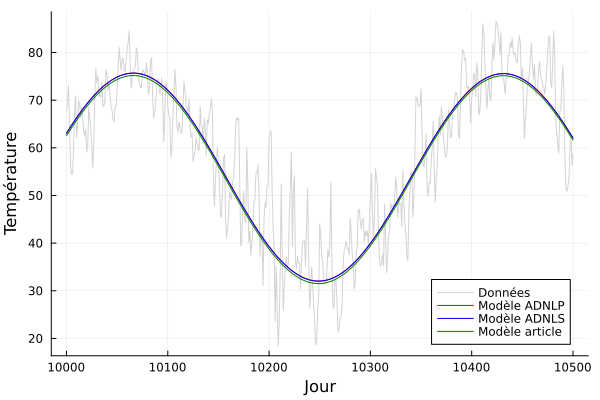 80
70
60
50
40
30
20
Température
10000
10100
10200
10300
10400
10500
Jour
Données
Modèle ADNLP
Modèle ADNLS
Modèle article